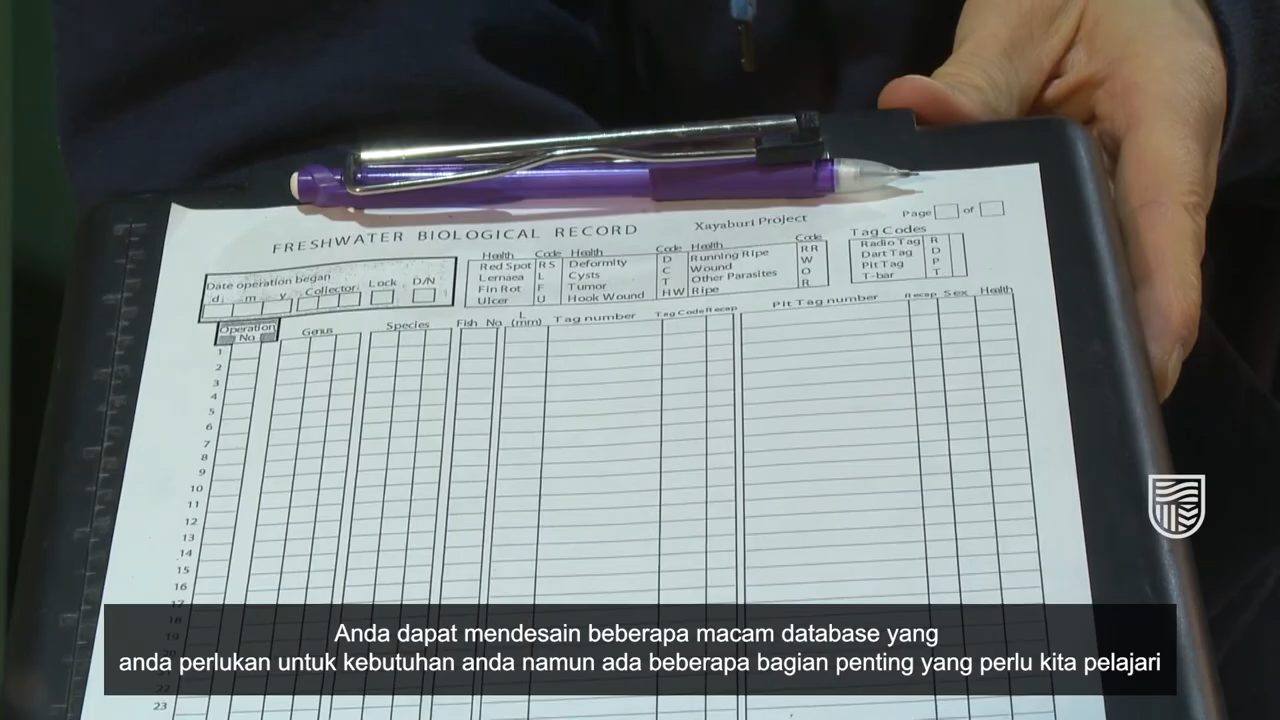 FRESHWATER BIOLOGICAL RECORD
Xayaburi Project
Page of
Date operation began
d m y Collector Lock D/N
Health Code Health Code Health Code
Red Spot RS Deformity D Running Ripe RR
Lernaea L Cysts C Wound W
Fin Rot F Tumor T Other Parasites O
Ulcer U Hook Wound HW Ripe R
Tag Codes
Radio Tag R
Dart Tag D
Pit Tag P
T-bar T
Operation No Genus Species Fish No L (mm) Tag number Tag Code Recap Pit Tag number Recap Sex Health
1
2
3
4
5
6
7
8
9
10
11
12
13
14
15
16
17
18
19
22
23
Anda dapat mendesain beberapa macam database yang
anda perlukan untuk kebutuhan anda namun ada beberapa bagian penting yang perlu kita pelajari